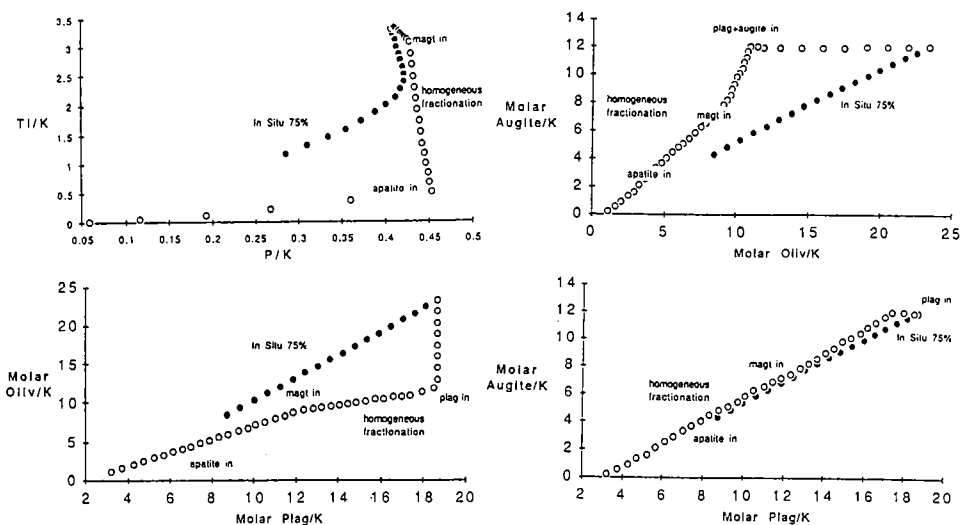 3.5
3
2.5
2
1.5
1
0.5
0
TI/K
magt in
homogeneous
fractionation
In Situ 75%
apatite in
0.05 0.1 0.15 0.2 0.25 0.3 0.35 0.4 0.45 0.5
P/K
14
12
10
8
6
4
2
0
Molar
Augite/K
plag+augite in
homogeneous
fractionation
magt in
In Situ 75%
apatite in
0 5 10 15 20 25
Molar Oliv/K
25
20
15
10
5
0
Molar
Oliv/K
In Situ 75%
magt in
plag in
homogeneous
fractionation
apatite in
2 4 6 8 10 12 14 16 18 20
Molar Plag/K
14
12
10
8
6
4
2
0
Molar
Augite/K
plag in
In Situ 75%
magt in
homogeneous
fractionation
apatite in
2 4 6 8 10 12 14 16 18 20
Molar Plag/K